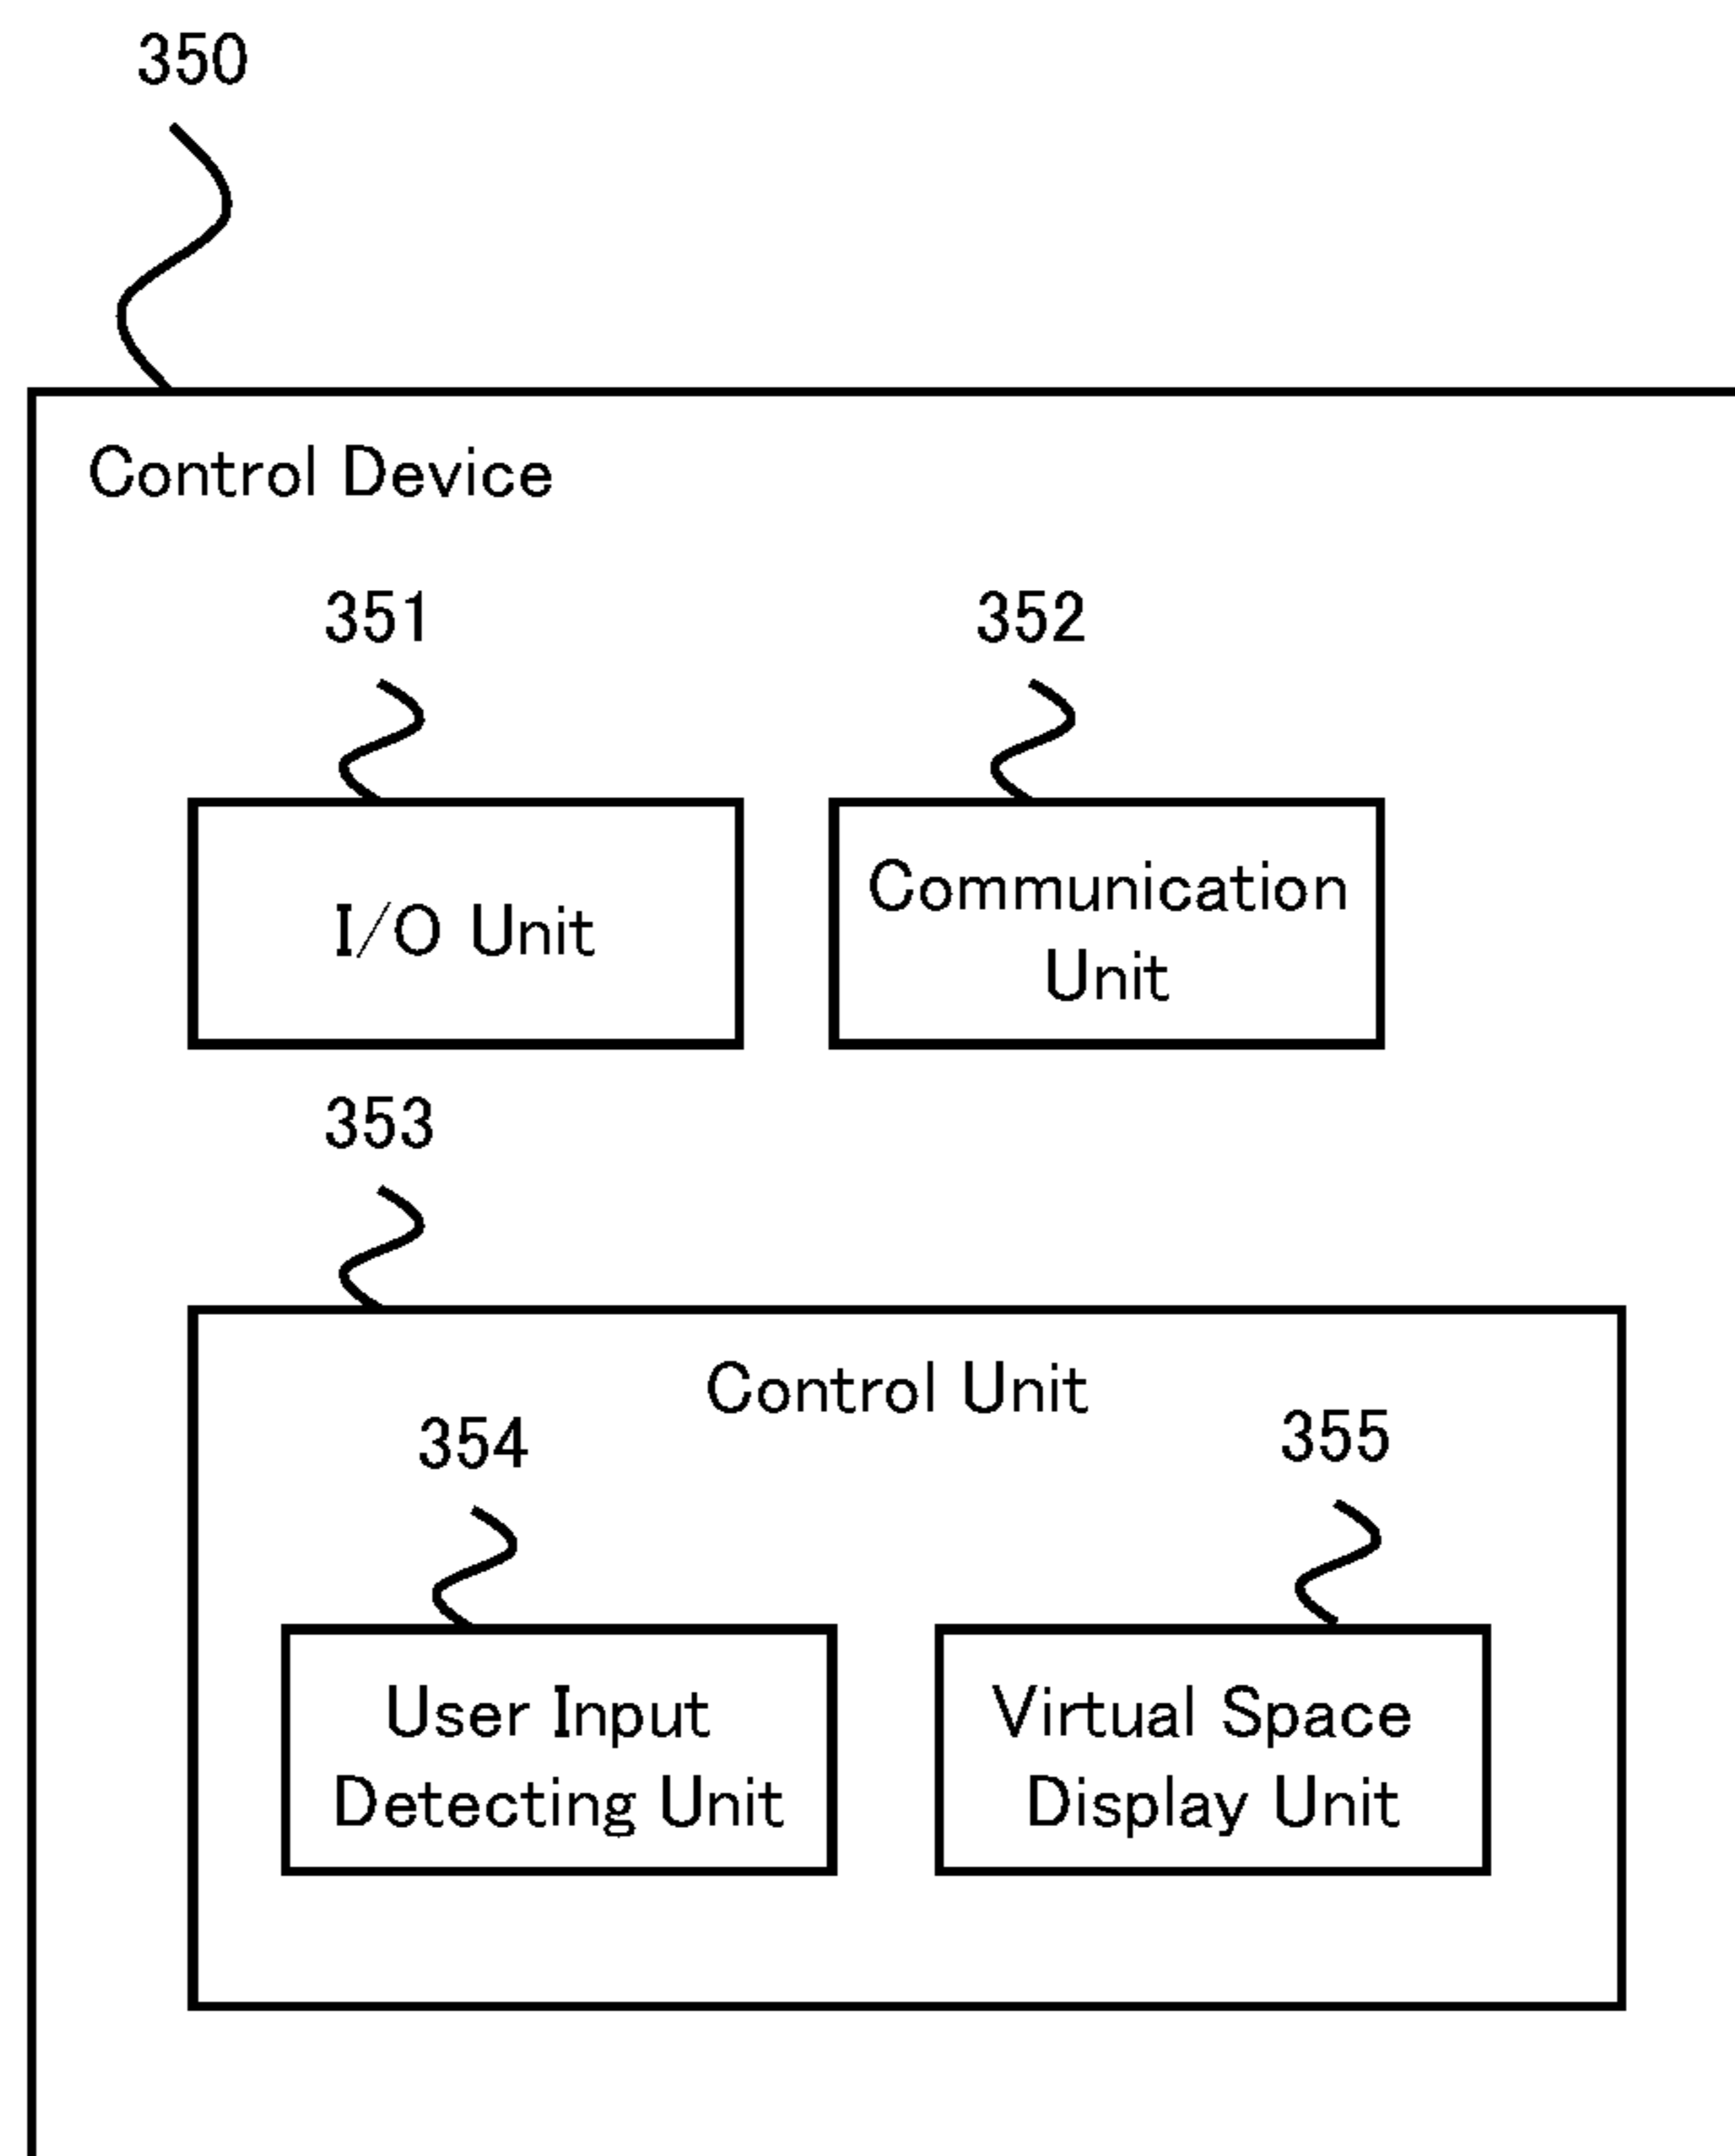 350
Control Device
351
352
I/O Unit
Communication
Unit
353
Control Unit
354
355
User Input
Detecting Unit
Virtual Space
Display Unit